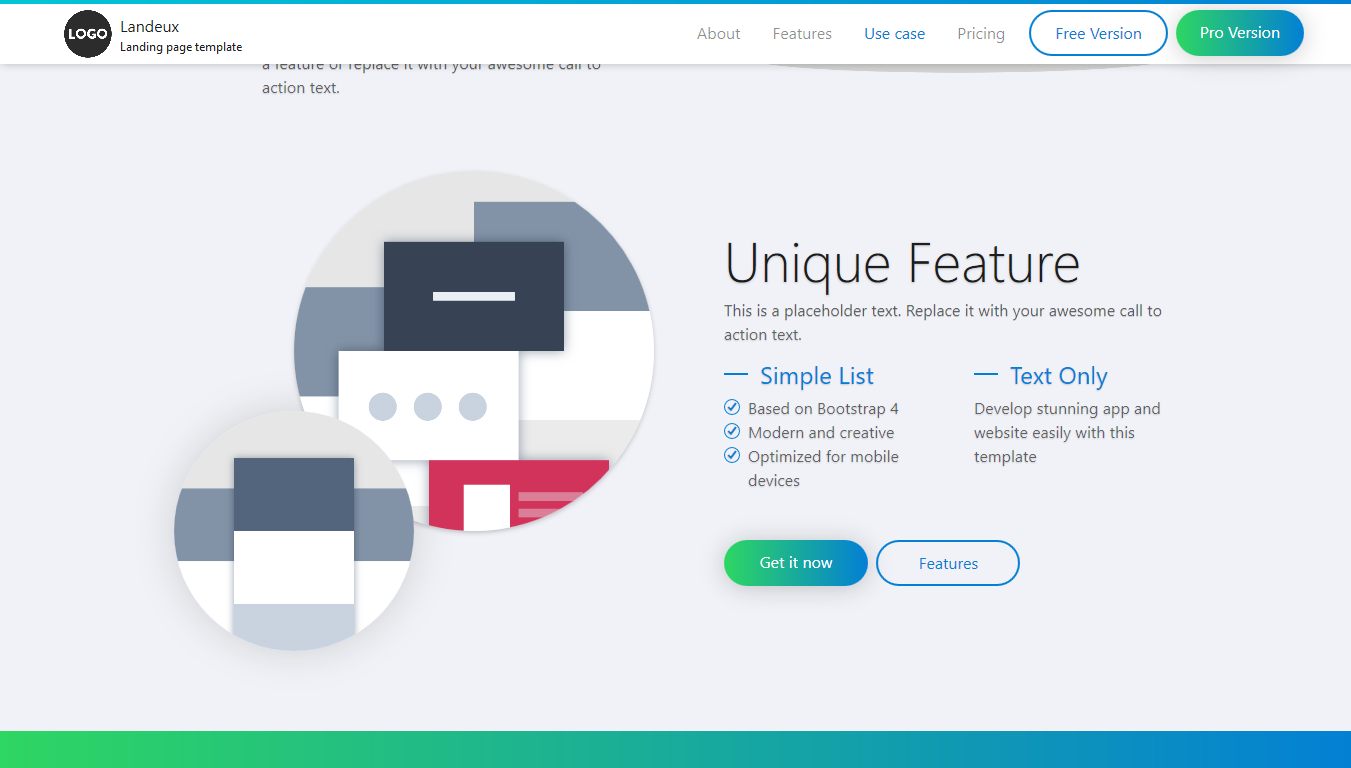 LOGO
Landeux
Landing page template
About
Features
Use case
Pricing
Free Version
Pro Version
a feature or replace it with your awesome call to
action text.
Unique Feature
This is a placeholder text. Replace it with your awesome call to
action text.
Simple List
Based on Bootstrap 4
Modern and creative
Optimized for mobile
devices
Text Only
Develop stunning app and
website easily with this
template
Get it now
Features